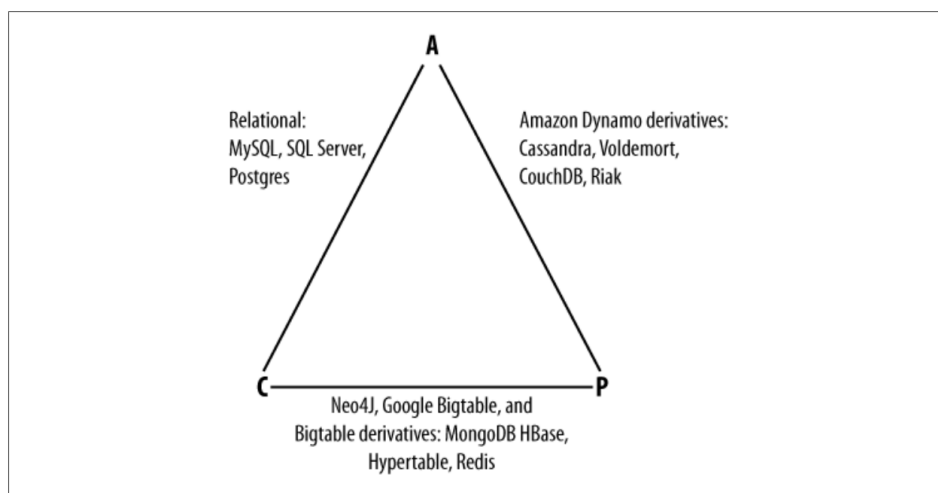 A
Relational:
MySQL, SQL Server,
Postgres
Amazon Dynamo derivatives:
Cassandra, Voldemort,
CouchDB, Riak
C
P
Neo4J, Google Bigtable, and
Bigtable derivatives: MongoDB HBase,
Hypertable, Redis